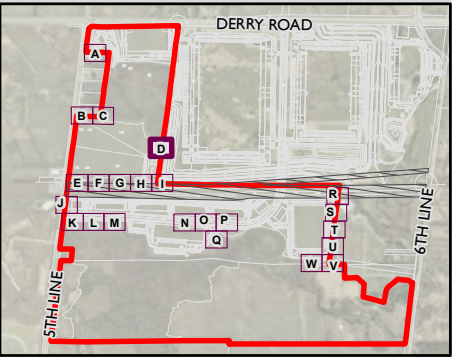 DERRY ROAD
A
B C
D
E F G H I
R
J
S
K L M
N O P
T
Q
U
W V
5TH LINE
6TH LINE